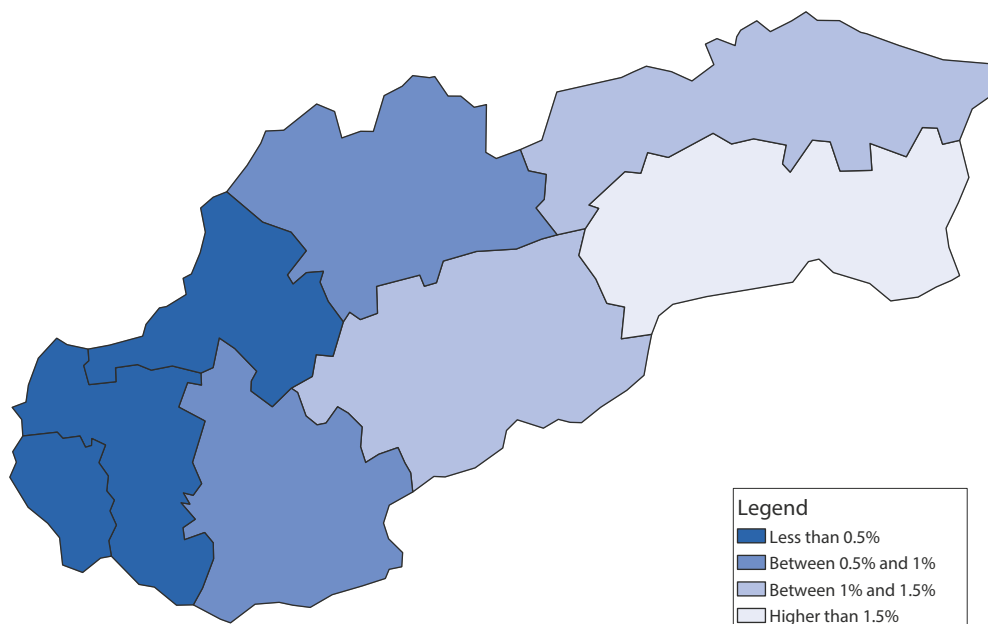 Legend
Less than 0.5%
Between 0.5% and 1%
Between 1% and 1.5%
Higher than 1.5%